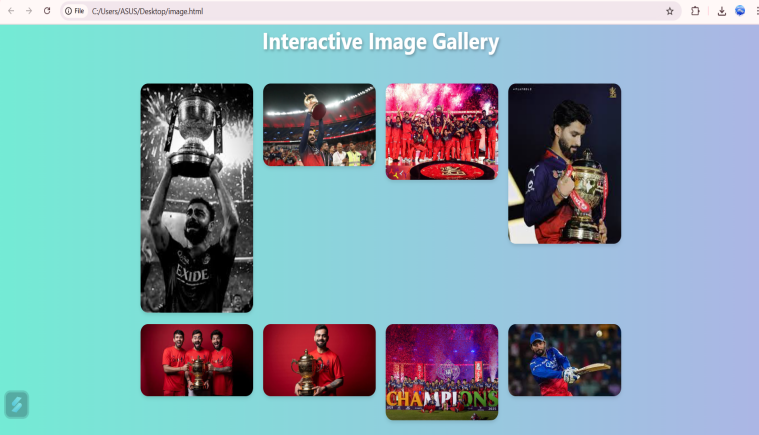 File C:/Users/ASUS/Desktop/image.html
Interactive Image Gallery
EXIDE
CHAMPIONS